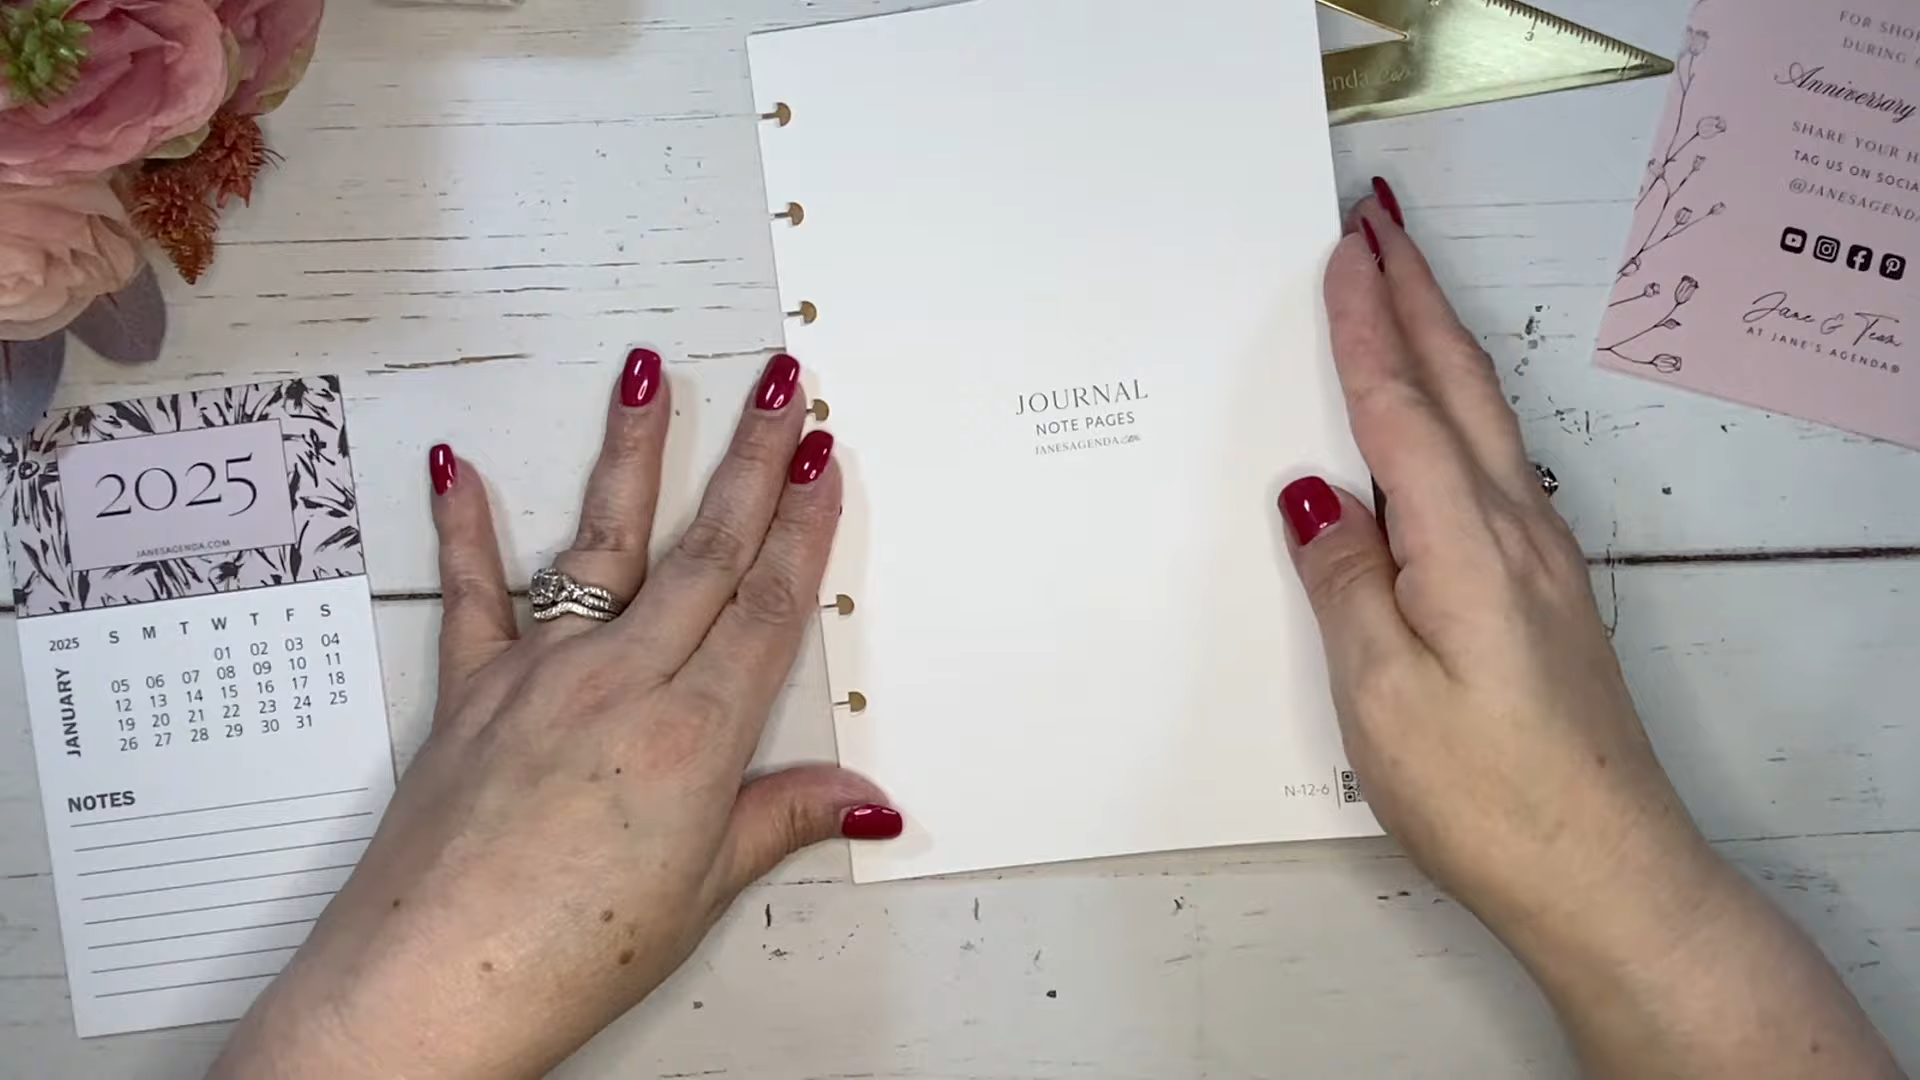 2025
JANESAGENDA.COM
2025 S M T W T F S
JANUARY
01 02 03 04
05 06 07 08 09 10 11
12 13 14 15 16 17 18
19 20 21 22 23 24 25
26 27 28 29 30 31
NOTES
JOURNAL
NOTE PAGES
JANESAGENDA.com
N-12-6
3
FOR
DURING
Anniversary
SHARE YOUR
TAG US ON
@JANESAGENDA
Jane & Tess
AT JANE'S AGENDA®